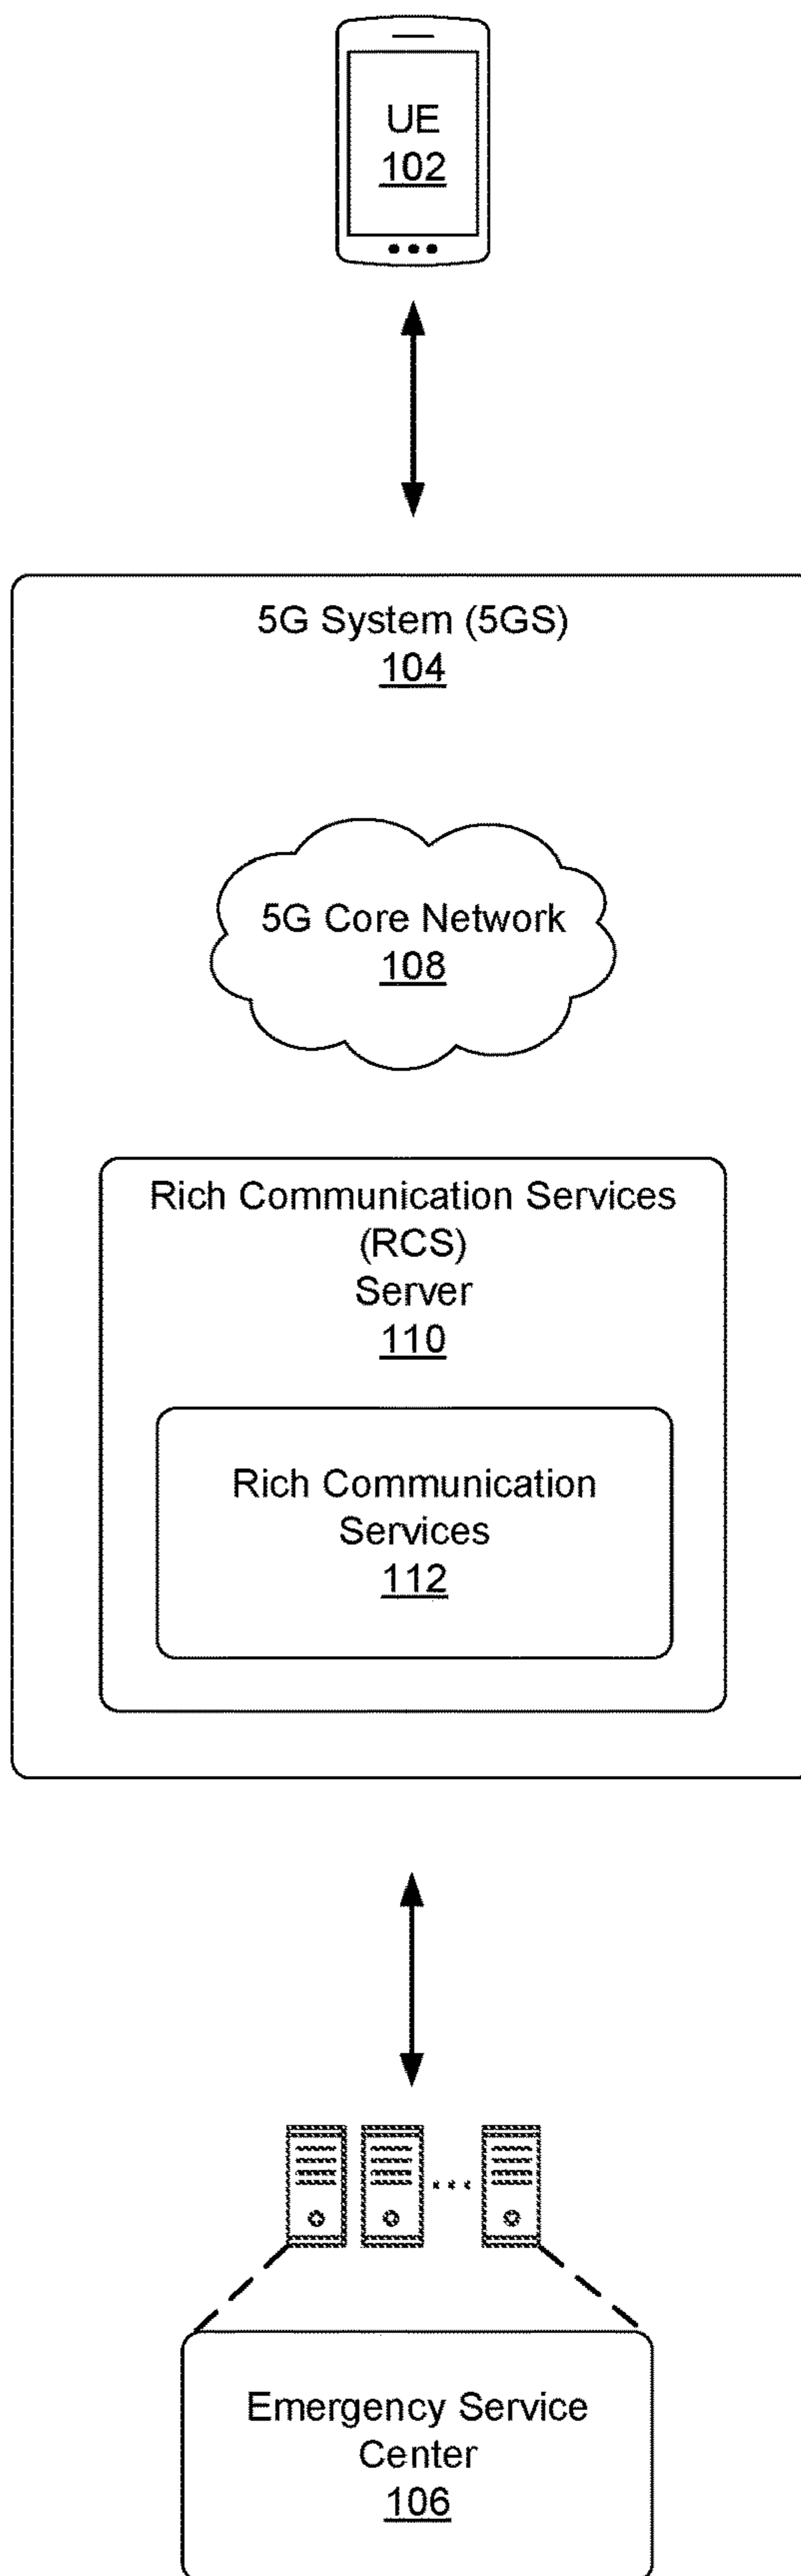 UE
102
5G System (5GS)
104
5G Core Network
108
Rich Communication Services
(RCS)
Server
110
Rich Communication
Services
112
Emergency Service
Center
106